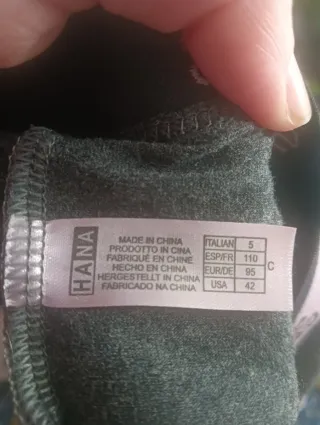 HANA
MADE IN CHINA
PRODOTTO IN CINA
FABRIQUÉ EN CHINE
HECHO EN CHINA
HERGESTELLT IN CHINA
FABRICADO NA CHINA
ITALIAN 5
ESP/FR 110
EUR/DE 95
USA 42
C